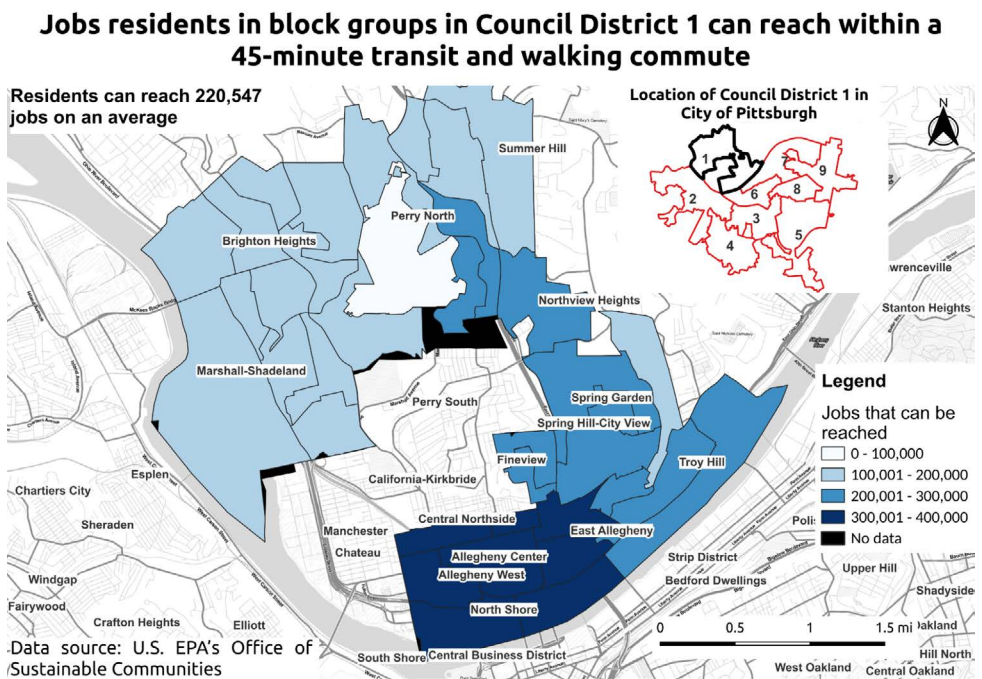 Jobs residents in block groups in Council District 1 can reach within a
45-minute transit and walking commute
Residents can reach 220,547
jobs on an average
Location of Council District 1 in
City of Pittsburgh
N
1
2
3
4
5
6
7
8
9
Summer Hill
Perry North
Brighton Heights
Northview Heights
wrenceville
Stanton Heights
Marshall-Shadeland
Perry South
Spring Garden
Spring Hill-City View
Fineview
Troy Hill
Esplen
Chartiers City
California-Kirkbride
Sheraden
Manchester
Chateau
Central Northside
East Allegheny
Allegheny Center
Allegheny West
North Shore
Strip District
Bedford Dwellings
Polis
Upper Hill
Shadyside
Windgap
Fairywood
Crafton Heights
Elliott
South Shore
Central Business District
West Oakland
Central Oakland
Oakland
Hill North
Legend
Jobs that can be
reached
0 - 100,000
100,001 - 200,000
200,001 - 300,000
300,001 - 400,000
No data
0 0.5 1 1.5 mi
Data source: U.S. EPA's Office of
Sustainable Communities